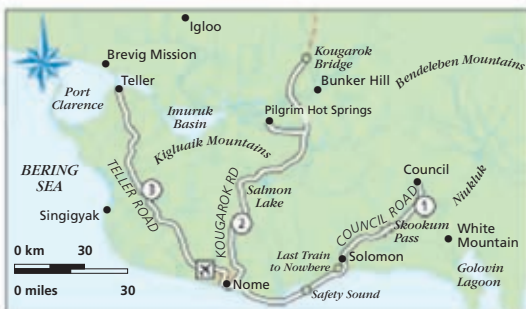 Igloo
Brevig Mission
Teller
Port
Clarence
Kougarok
Bridge
Bendeleben Mountains
Bunker Hill
Imuruk
Basin
Pilgrim Hot Springs
Kigluaik Mountains
BERING
SEA
TELLER ROAD
3
KOUGAROK RD
Salmon
Lake
2
Council
COUNCIL ROAD
1
Niukluk
Skookum
Pass
Singigyak
White
Mountain
Golovin
Lagoon
Last Train
to Nowhere
Solomon
Safety Sound
Nome
0 km 30
0 miles 30